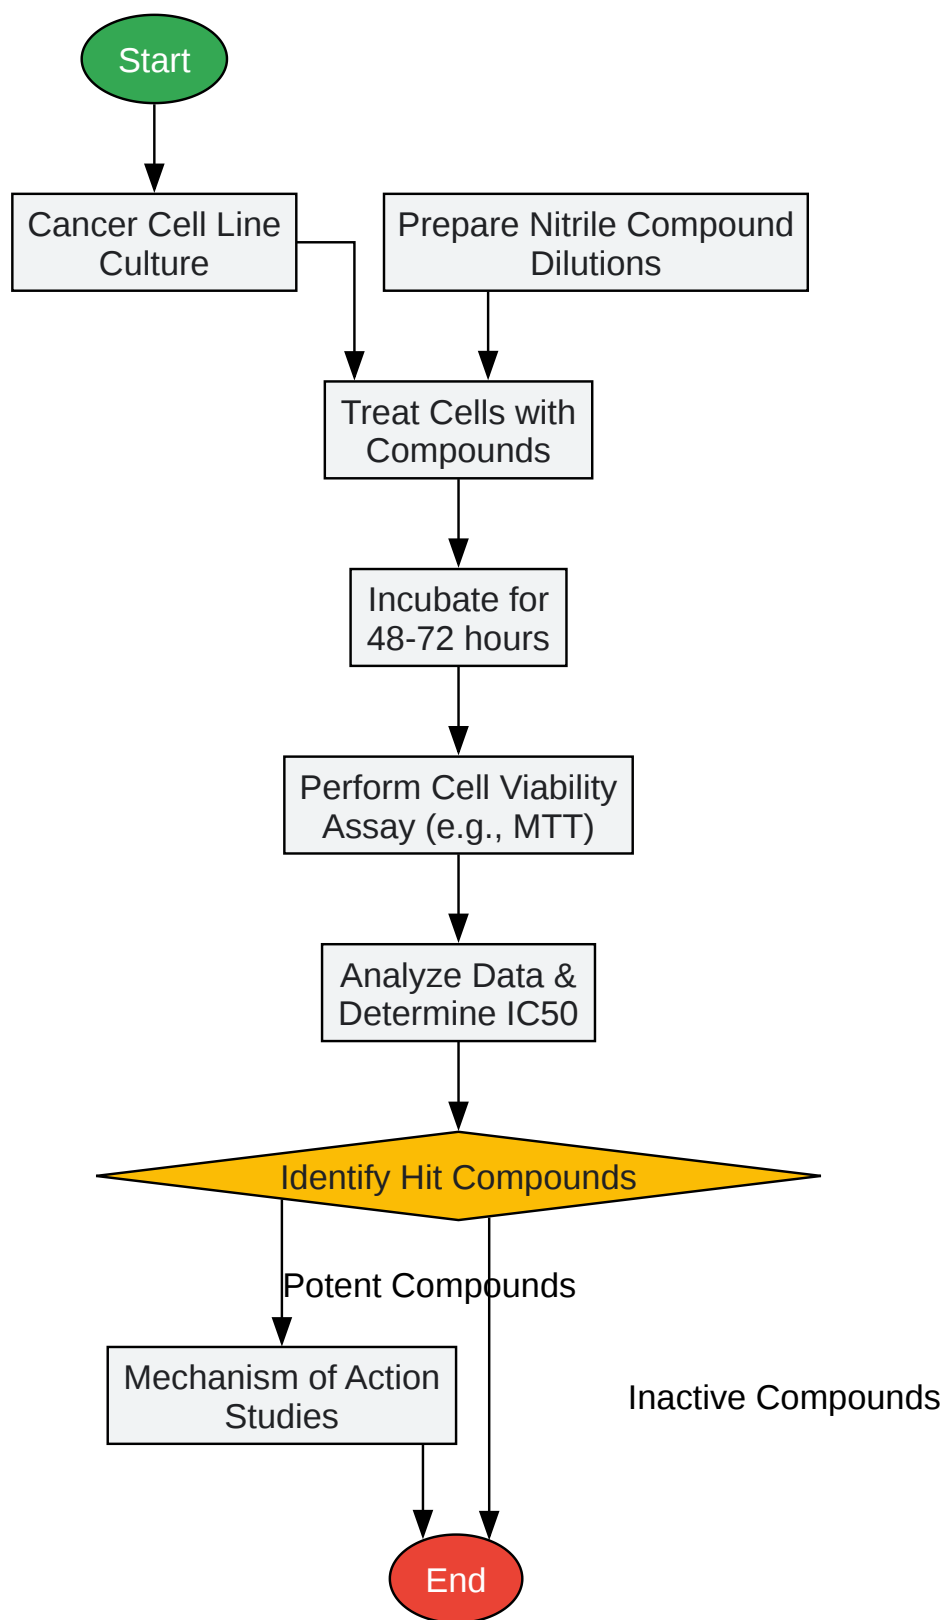 Start
Cancer Cell Line
Culture
Prepare Nitrile Compound
Dilutions
Treat Cells with
Compounds
Incubate for
48-72 hours
Perform Cell Viability
Assay (e.g., MTT)
Analyze Data &
Determine IC50
Identify Hit Compounds
Potent Compounds
Mechanism of Action
Studies
Inactive Compounds
End